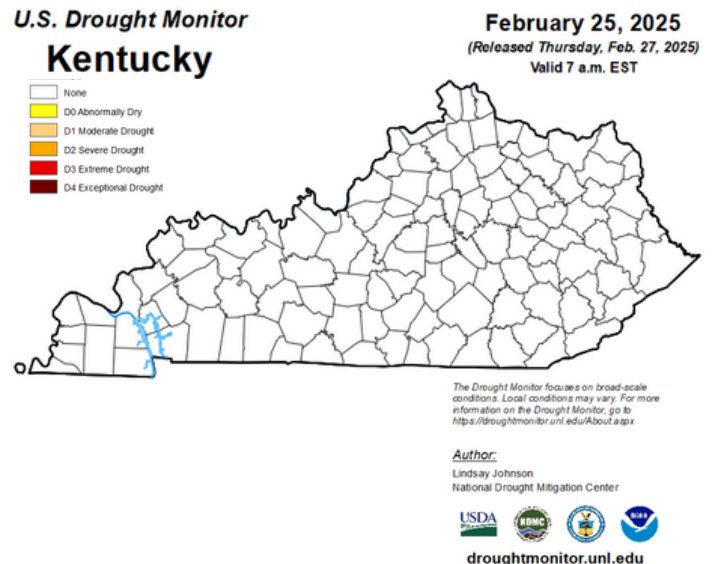 U.S. Drought Monitor
Kentucky
February 25, 2025
(Released Thursday, Feb. 27, 2025)
Valid 7 a.m. EST
None
D0 Abnormally Dry
D1 Moderate Drought
D2 Severe Drought
D3 Extreme Drought
D4 Exceptional Drought
The Drought Monitor focuses on broad-scale
conditions. Local conditions may vary. For more
information on the Drought Monitor, go to
https://droughtmonitor.unl.edu/About.aspx
Author:
Lindsay Johnson
National Drought Mitigation Center
USDA
NDMC
droughtmonitor.unl.edu